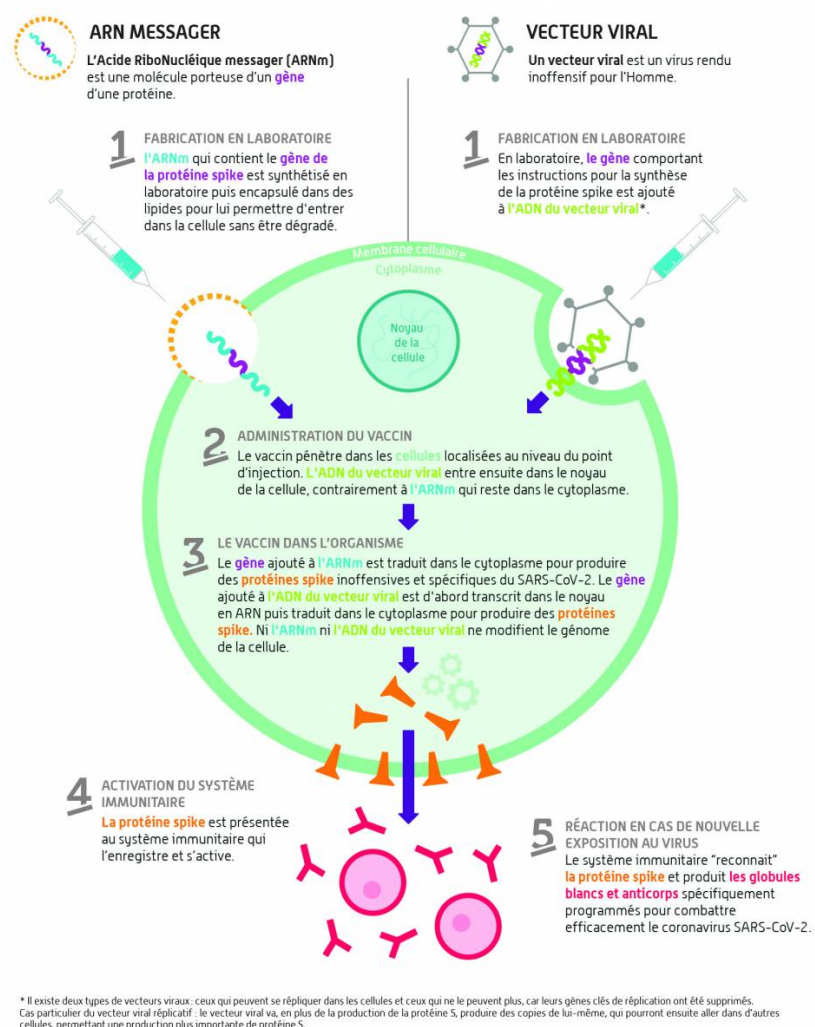 ARN MESSAGER
L'Acide RiboNucléique messager (ARNm)
est une molécule porteuse d'un gène
d'une protéine.
VECTEUR VIRAL
Un vecteur viral est un virus rendu
inoffensif pour l'Homme.
1 FABRICATION EN LABORATOIRE
l'ARNm qui contient le gène de
la protéine spike est synthétisé en
laboratoire puis encapsulé dans des
lipides pour lui permettre d'entrer
dans la cellule sans être dégradé.
1 FABRICATION EN LABORATOIRE
En laboratoire, le gène comportant
les instructions pour la synthèse
de la protéine spike est ajouté
à l'ADN du vecteur viral*.
Membrane cellulaire
Cytoplasme
Noyau
de la
cellule
2 ADMINISTRATION DU VACCIN
Le vaccin pénètre dans les cellules localisées au niveau du point
d'injection. L'ADN du vecteur viral entre ensuite dans le noyau
de la cellule, contrairement à l'ARNm qui reste dans le cytoplasme.
3 LE VACCIN DANS L'ORGANISME
Le gène ajouté à l'ARNm est traduit dans le cytoplasme pour produire
des protéines spike inoffensives et spécifiques du SARS-CoV-2. Le gène
ajouté à l'ADN du vecteur viral est d'abord transcrit dans le noyau
en ARN puis traduit dans le cytoplasme pour produire des protéines
spike. Ni l'ARNm ni l'ADN du vecteur viral ne modifient le génome
de la cellule.
4 ACTIVATION DU SYSTÈME
IMMUNITAIRE
La protéine spike est présentée
au système immunitaire qui
l'enregistre et s'active.
5 RÉACTION EN CAS DE NOUVELLE
EXPOSITION AU VIRUS
Le système immunitaire "reconnait"
la protéine spike et produit les globules
blancs et anticorps spécifiquement
programmés pour combattre
efficacement le coronavirus SARS-CoV-2.
* Il existe deux types de vecteurs viraux : ceux qui peuvent se répliquer dans les cellules et ceux qui ne le peuvent plus, car leurs gènes clés de réplication ont été supprimés.
Cas particulier du vecteur viral réplicatif : le vecteur viral va, en plus de la production de la protéine S, produire des copies de lui-même, qui pourront ensuite aller dans d'autres
cellules, permettant une production plus importante de protéine S.